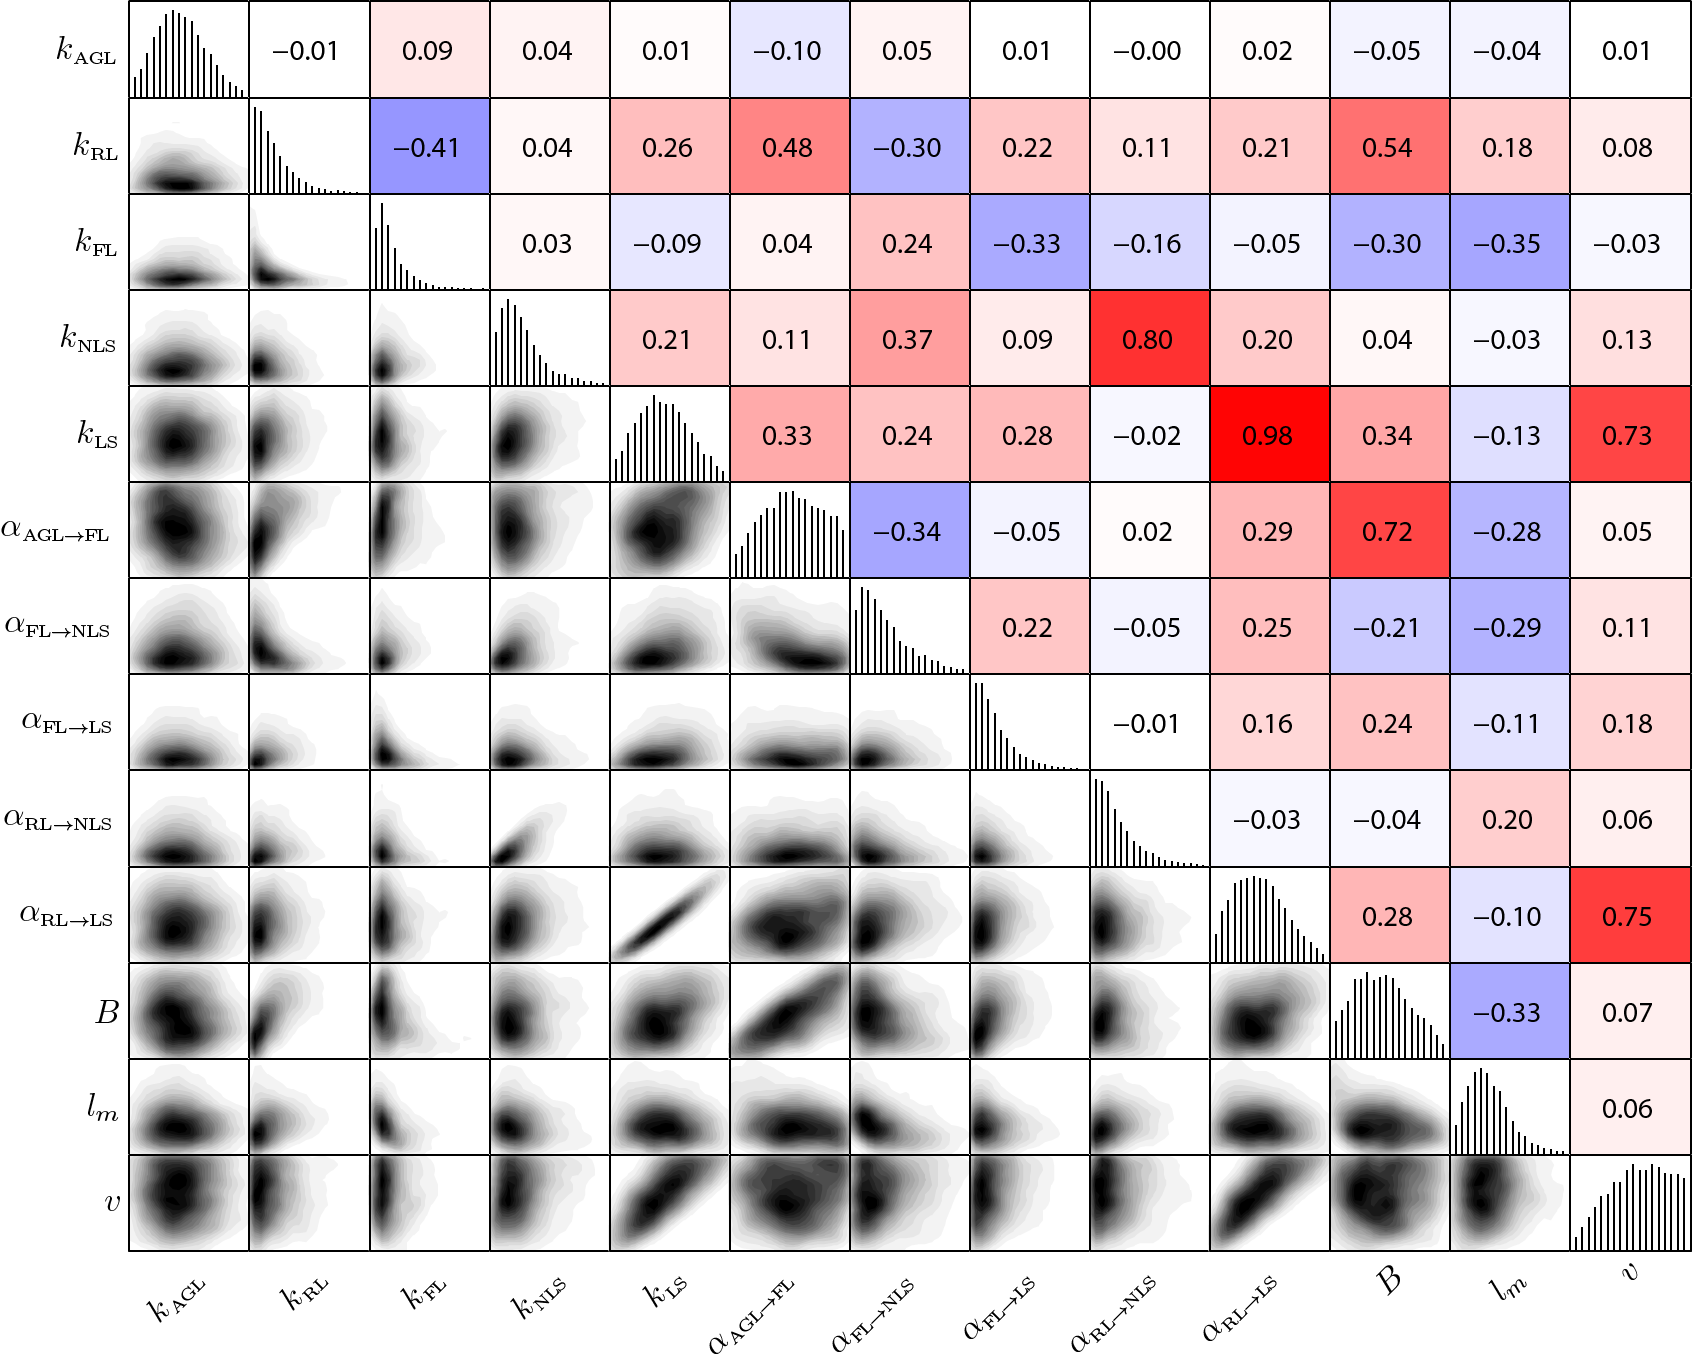 k_AGL −0.01 0.09 0.04 0.01 −0.10 0.05 0.01 −0.00 0.02 −0.05 −0.04 0.01
k_RL −0.41 0.04 0.26 0.48 −0.30 0.22 0.11 0.21 0.54 0.18 0.08
k_FL 0.03 −0.09 0.04 0.24 −0.33 −0.16 −0.05 −0.30 −0.35 −0.03
k_NLS 0.21 0.11 0.37 0.09 0.80 0.20 0.04 −0.03 0.13
k_LS 0.33 0.24 0.28 −0.02 0.98 0.34 −0.13 0.73
α_AGL→FL −0.34 −0.05 0.02 0.29 0.72 −0.28 0.05
α_FL→NLS 0.22 −0.05 0.25 −0.21 −0.29 0.11
α_FL→LS −0.01 0.16 0.24 −0.11 0.18
α_RL→NLS −0.03 −0.04 0.20 0.06
α_RL→LS 0.28 −0.10 0.75
B −0.33 0.07
l_m 0.06
v
k_AGL k_RL k_FL k_NLS k_LS α_AGL→FL α_FL→NLS α_FL→LS α_RL→NLS α_RL→LS B l_m v